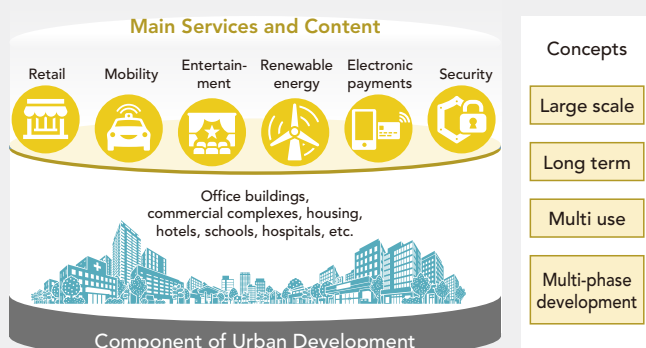 Main Services and Content
Retail
Mobility
Entertain-
ment
Renewable
energy
Electronic
payments
Security
Office buildings,
commercial complexes, housing,
hotels, schools, hospitals, etc.
Component of Urban Development
Concepts
Large scale
Long term
Multi use
Multi-phase
development